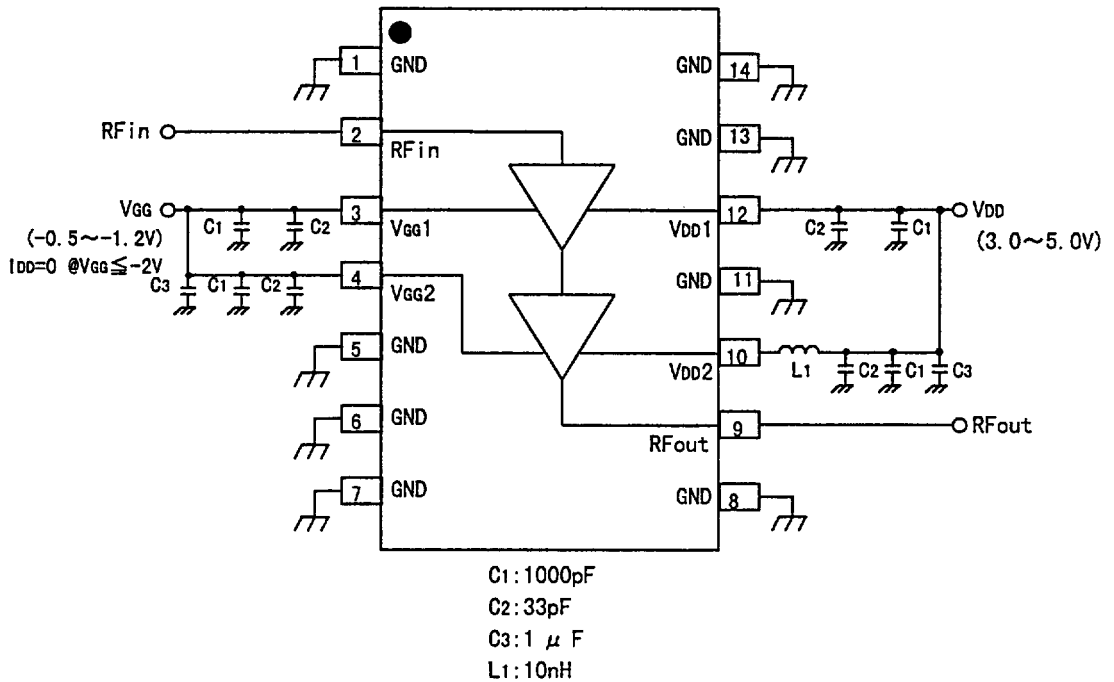 1 GND
GND 14
RFin
2
RFin
GND 13
VGG
3
VGG1
C1
C2
(-0.5~-1.2V)
IDD=0 @VGG≦-2V
C3
C1
C2
4
VGG2
12
VDD1
C2
C1
VDD
(3.0~5.0V)
GND 11
5 GND
10
VDD2
L1
C2
C1
C3
6 GND
9
RFout
RFout
7 GND
GND 8
C1:1000pF
C2:33pF
C3:1 μ F
L1:10nH